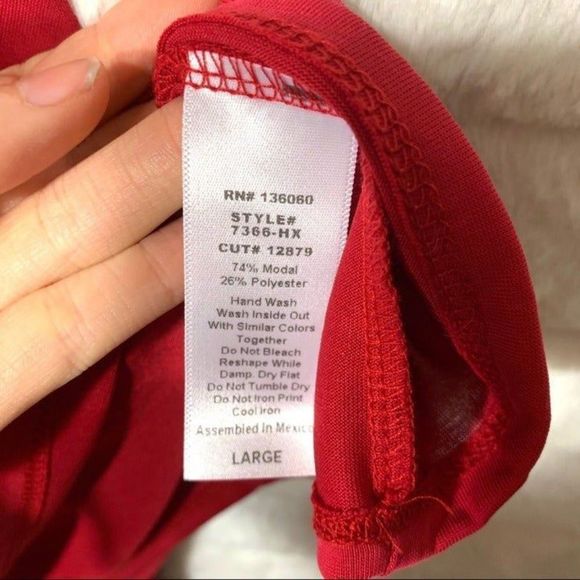 RN# 136060
STYLE#
7366-HX
CUT# 12879
74% Modal
26% Polyester
Hand Wash
Wash Inside Out
With Similar Colors
Together
Do Not Bleach
Reshape While
Damp. Dry Flat
Do Not Tumble Dry
Do Not Iron Print
Cool Iron
Assembled In Mexico
LARGE